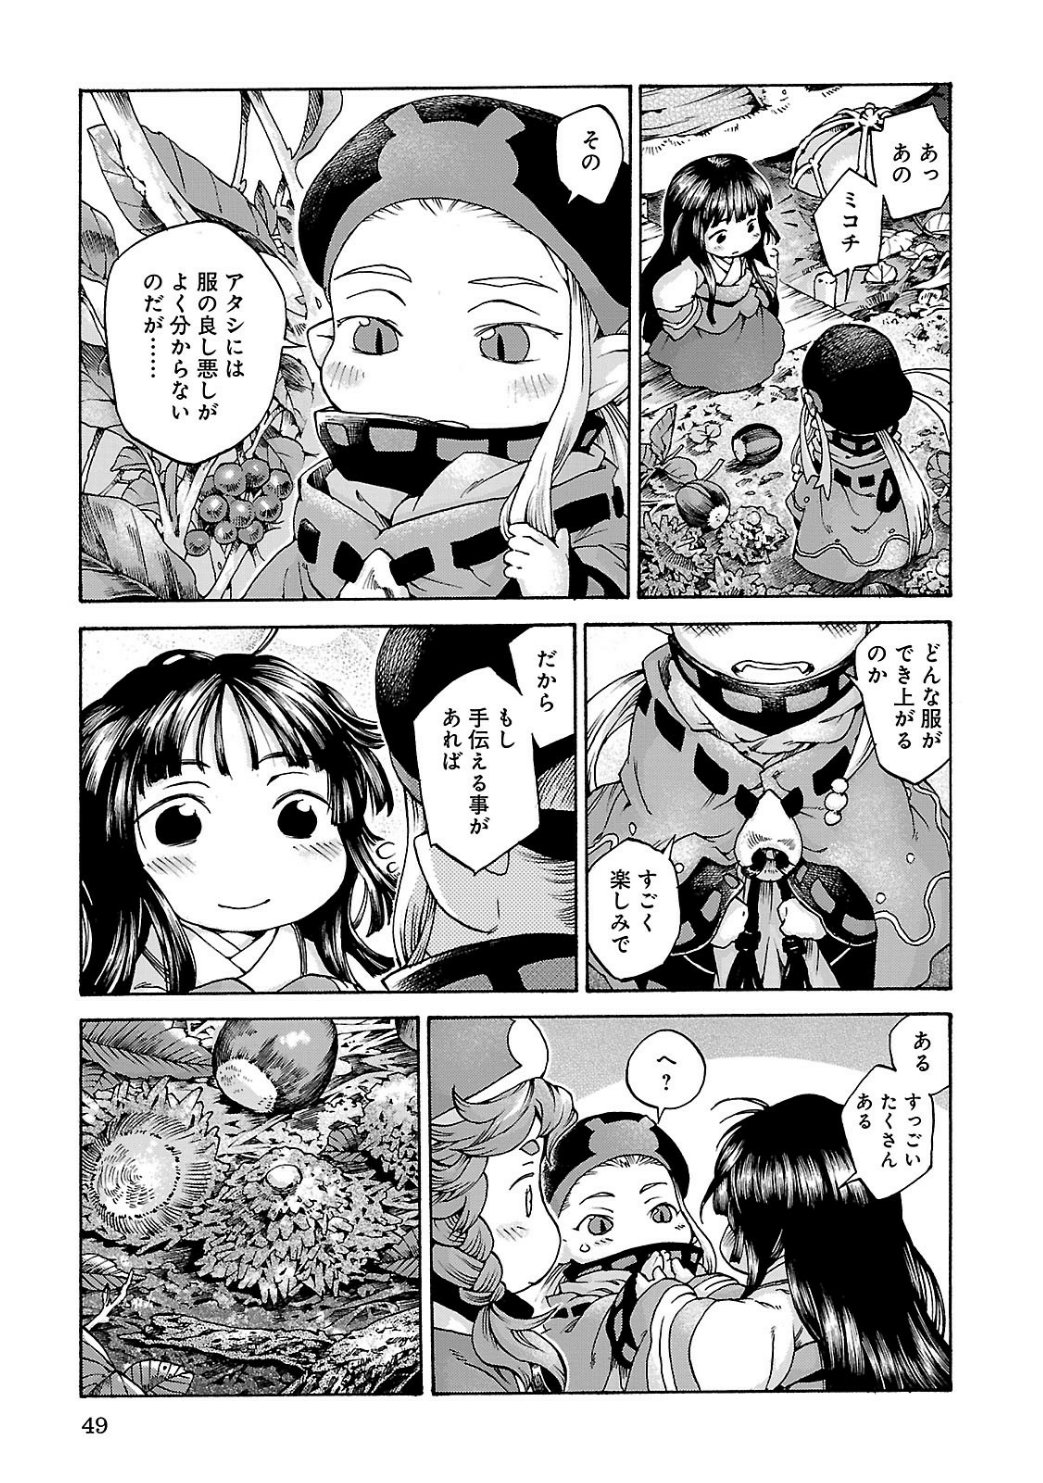 あっ
あの
ミコチ
その
アタシには
服の良し悪しが
よく分からない
のだが……
どんな服が
でき上がる
のか
すごく
楽しみで
だから
もし
手伝える事が
あれば
ある
すっごい
たくさん
ある
へ?
49